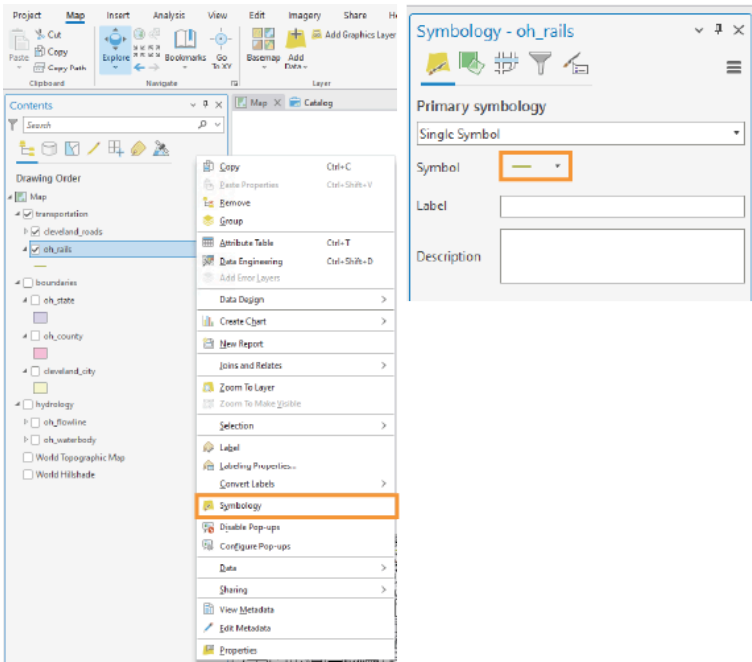 Project Map Insert Analysis View Edit Imagery Share
Cut
Copy
Copy Path
Paste
Explore
Bookmarks
Go To XY
Basemap
Add Data
Add Graphics Layer
Clipboard
Navigate
Layer
Contents
Search
Drawing Order
Map
transportation
cleveland_roads
oh_rails
boundaries
oh_state
oh_county
cleveland_city
hydrology
oh_flowline
oh_waterbody
World Topographic Map
World Hillshade
Map Catalog
Copy Ctrl+C
Paste Properties Ctrl+Shift+V
Remove
Group
Attribute Table Ctrl+T
Data Engineering Ctrl+Shift+D
Add Error Layers
Data Design
Create Chart
New Report
Joins and Relates
Zoom To Layer
Zoom To Make Visible
Selection
Label
Labeling Properties...
Convert Labels
Symbology
Disable Pop-ups
Configure Pop-ups
Data
Sharing
View Metadata
Edit Metadata
Properties
Symbology - oh_rails
Primary symbology
Single Symbol
Symbol
Label
Description